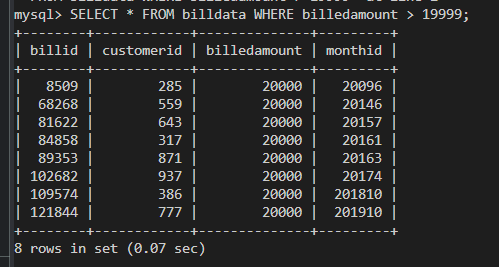 mysql> SELECT * FROM billdata WHERE billedamount > 19999;
+--------+------------+--------------+---------+
| billid | customerid | billedamount | monthid |
+--------+------------+--------------+---------+
|   8509 |        285 |        20000 |   20096 |
|  68268 |        559 |        20000 |   20146 |
|  81622 |        643 |        20000 |   20157 |
|  84858 |        317 |        20000 |   20161 |
|  89353 |        871 |        20000 |   20163 |
| 102682 |        937 |        20000 |   20174 |
| 109574 |        386 |        20000 |  201810 |
| 121844 |        777 |        20000 |  201910 |
+--------+------------+--------------+---------+
8 rows in set (0.07 sec)